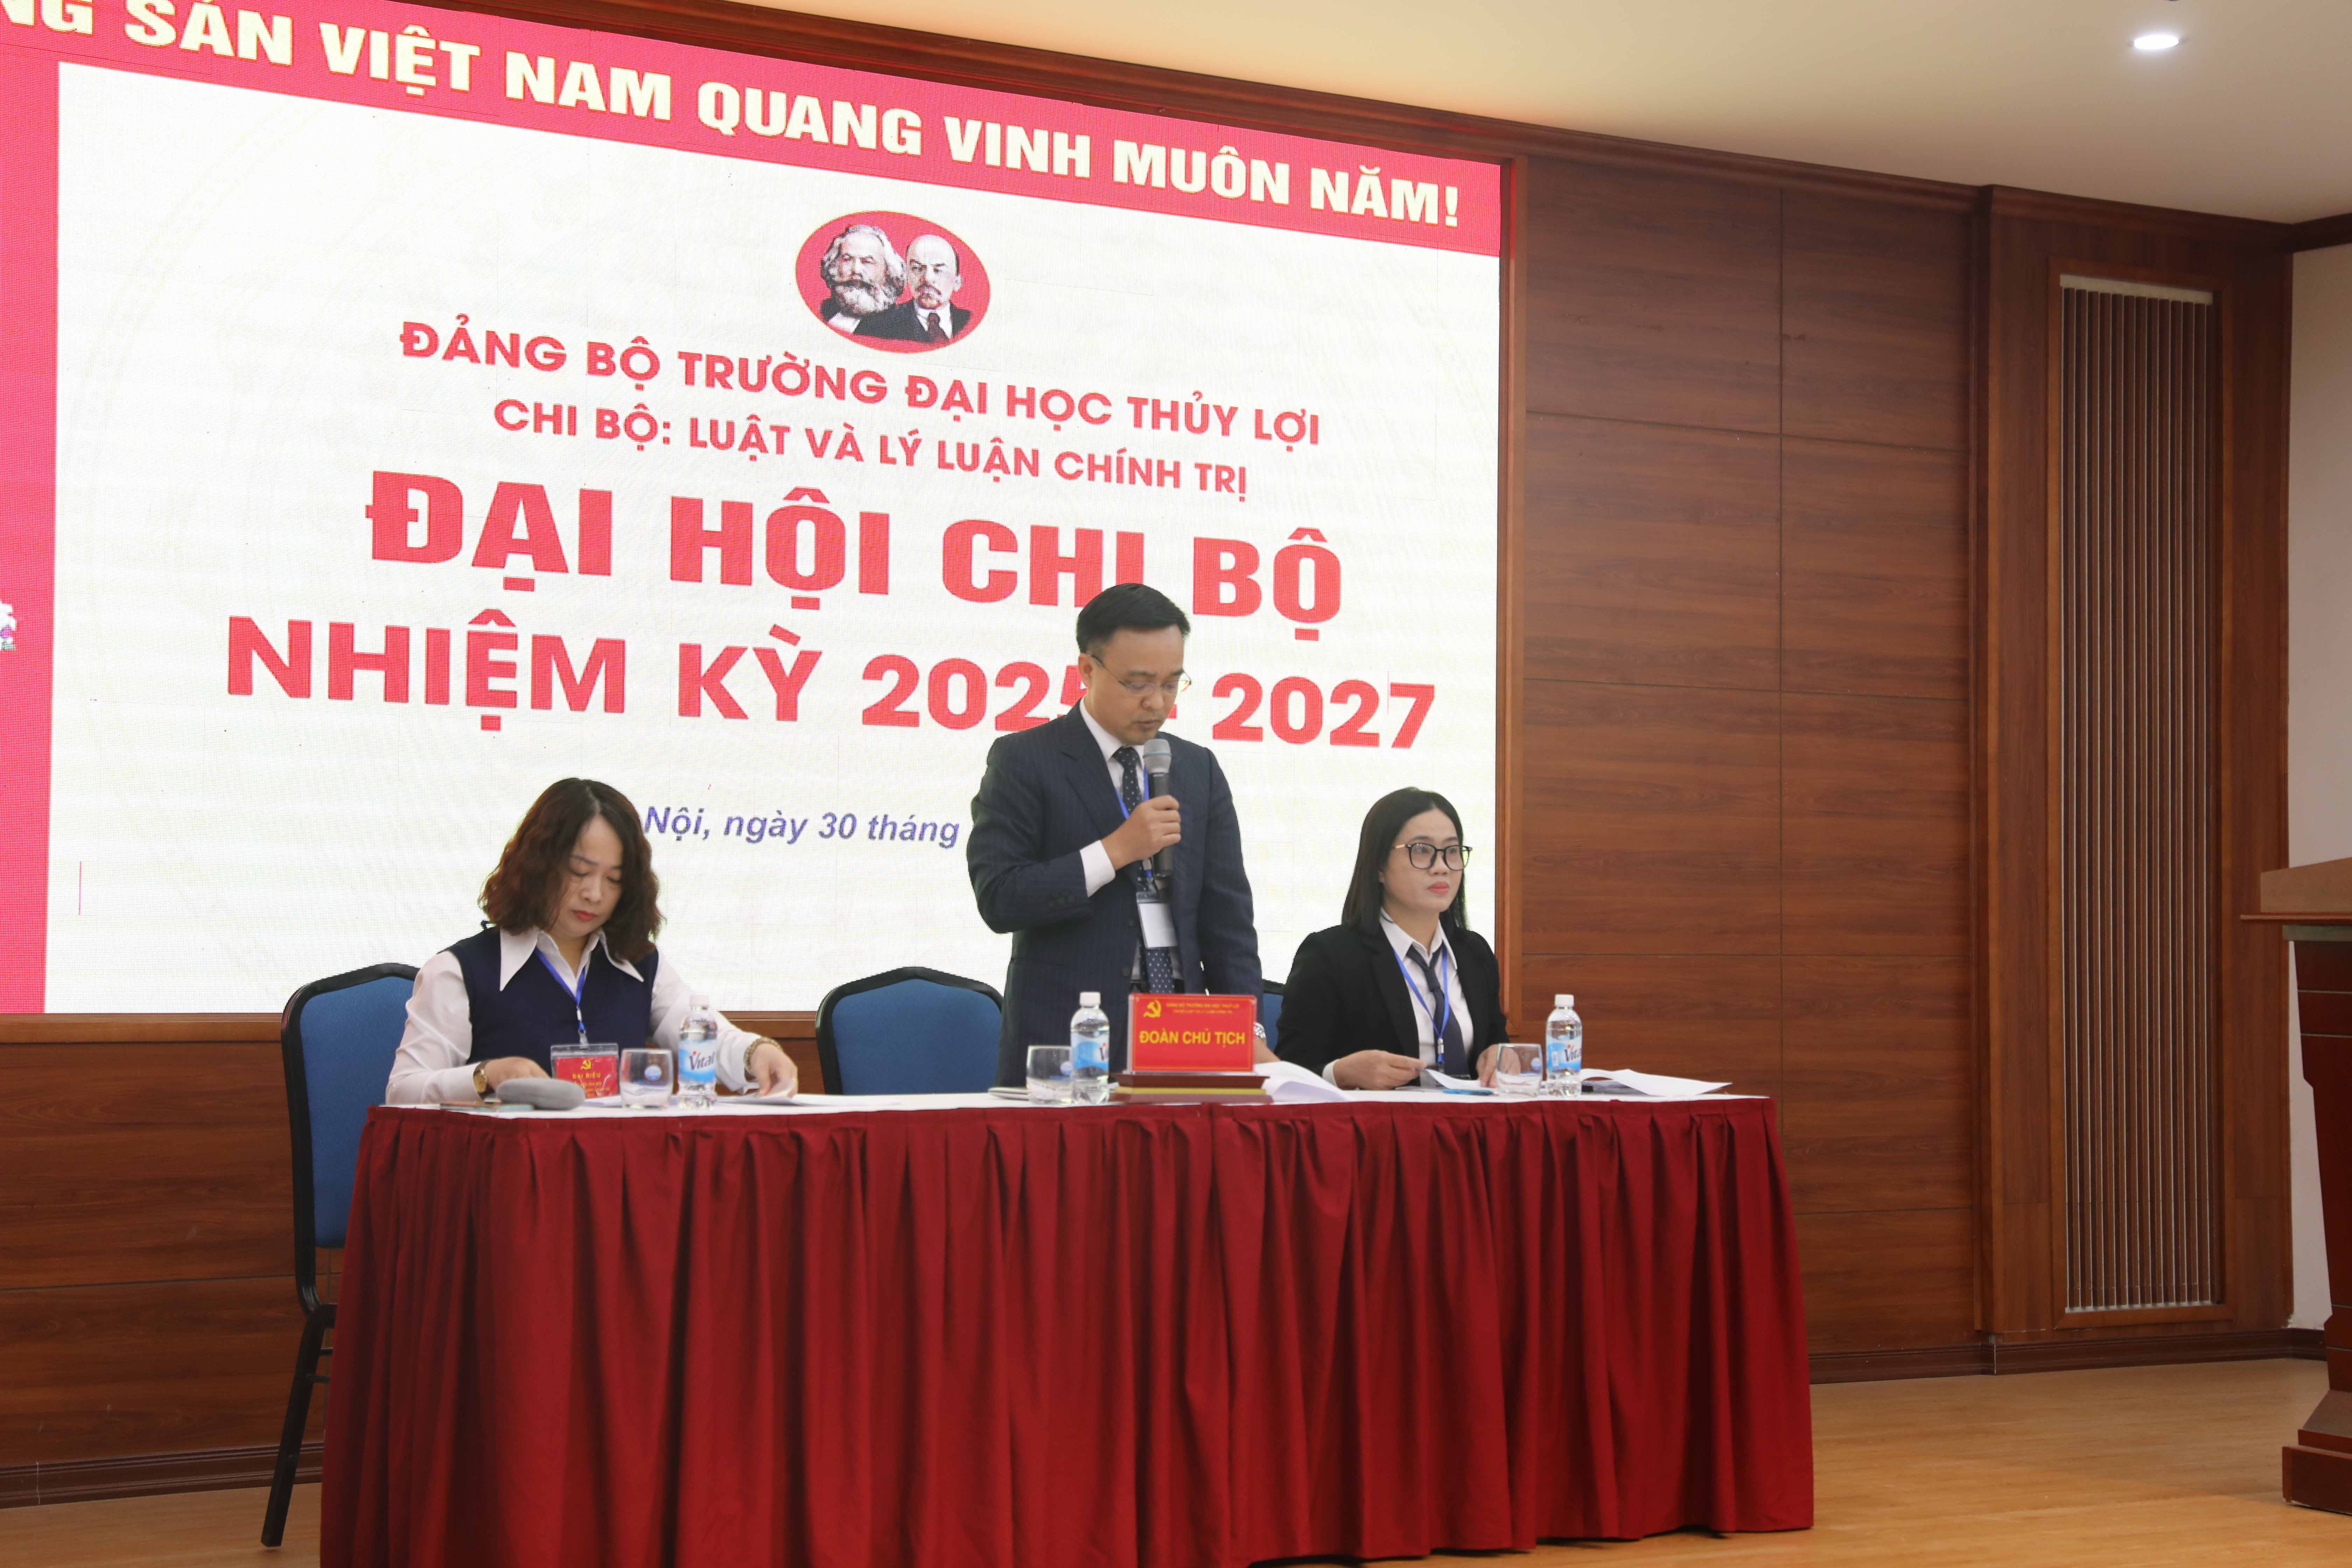 SẢN VIỆT NAM QUANG VINH MUÔN NĂM!
ĐẢNG BỘ TRƯỜNG ĐẠI HỌC THỦY LỢI
CHI BỘ: LUẬT VÀ LÝ LUẬN CHÍNH TRỊ
ĐẠI HỘI CHI BỘ
NHIỆM KỲ 2025 - 2027
Nội, ngày 30 tháng
ĐOÀN CHỦ TỊCH
ĐẠI BIỂU
Vital